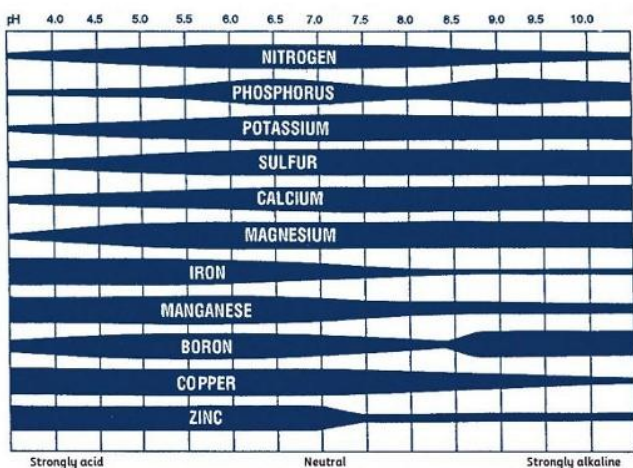 pH 4.0 4.5 5.0 5.5 6.0 6.5 7.0 7.5 8.0 8.5 9.0 9.5 10.0
NITROGEN
PHOSPHORUS
POTASSIUM
SULFUR
CALCIUM
MAGNESIUM
IRON
MANGANESE
BORON
COPPER
ZINC
Strongly acid Neutral Strongly alkaline